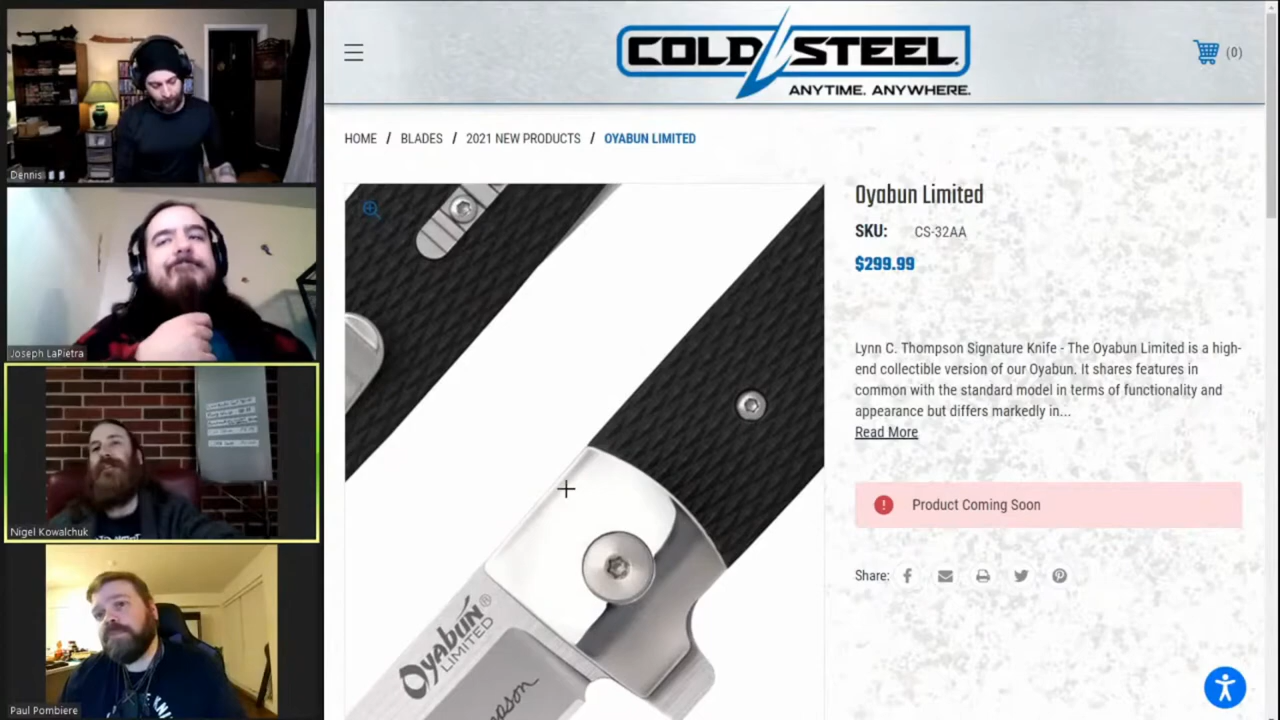 Dennis
Joseph LaPietra
Nigel Kowalchuk
Paul Pombiere
COLD STEEL
ANYTIME. ANYWHERE.
(0)
HOME / BLADES / 2021 NEW PRODUCTS / OYABUN LIMITED
Oyabun Limited
SKU: CS-32AA
$299.99
Lynn C. Thompson Signature Knife - The Oyabun Limited is a high-
end collectible version of our Oyabun. It shares features in
common with the standard model in terms of functionality and
appearance but differs markedly in...
Read More
Product Coming Soon
Share:
OYABUN®
LIMITED
mpson